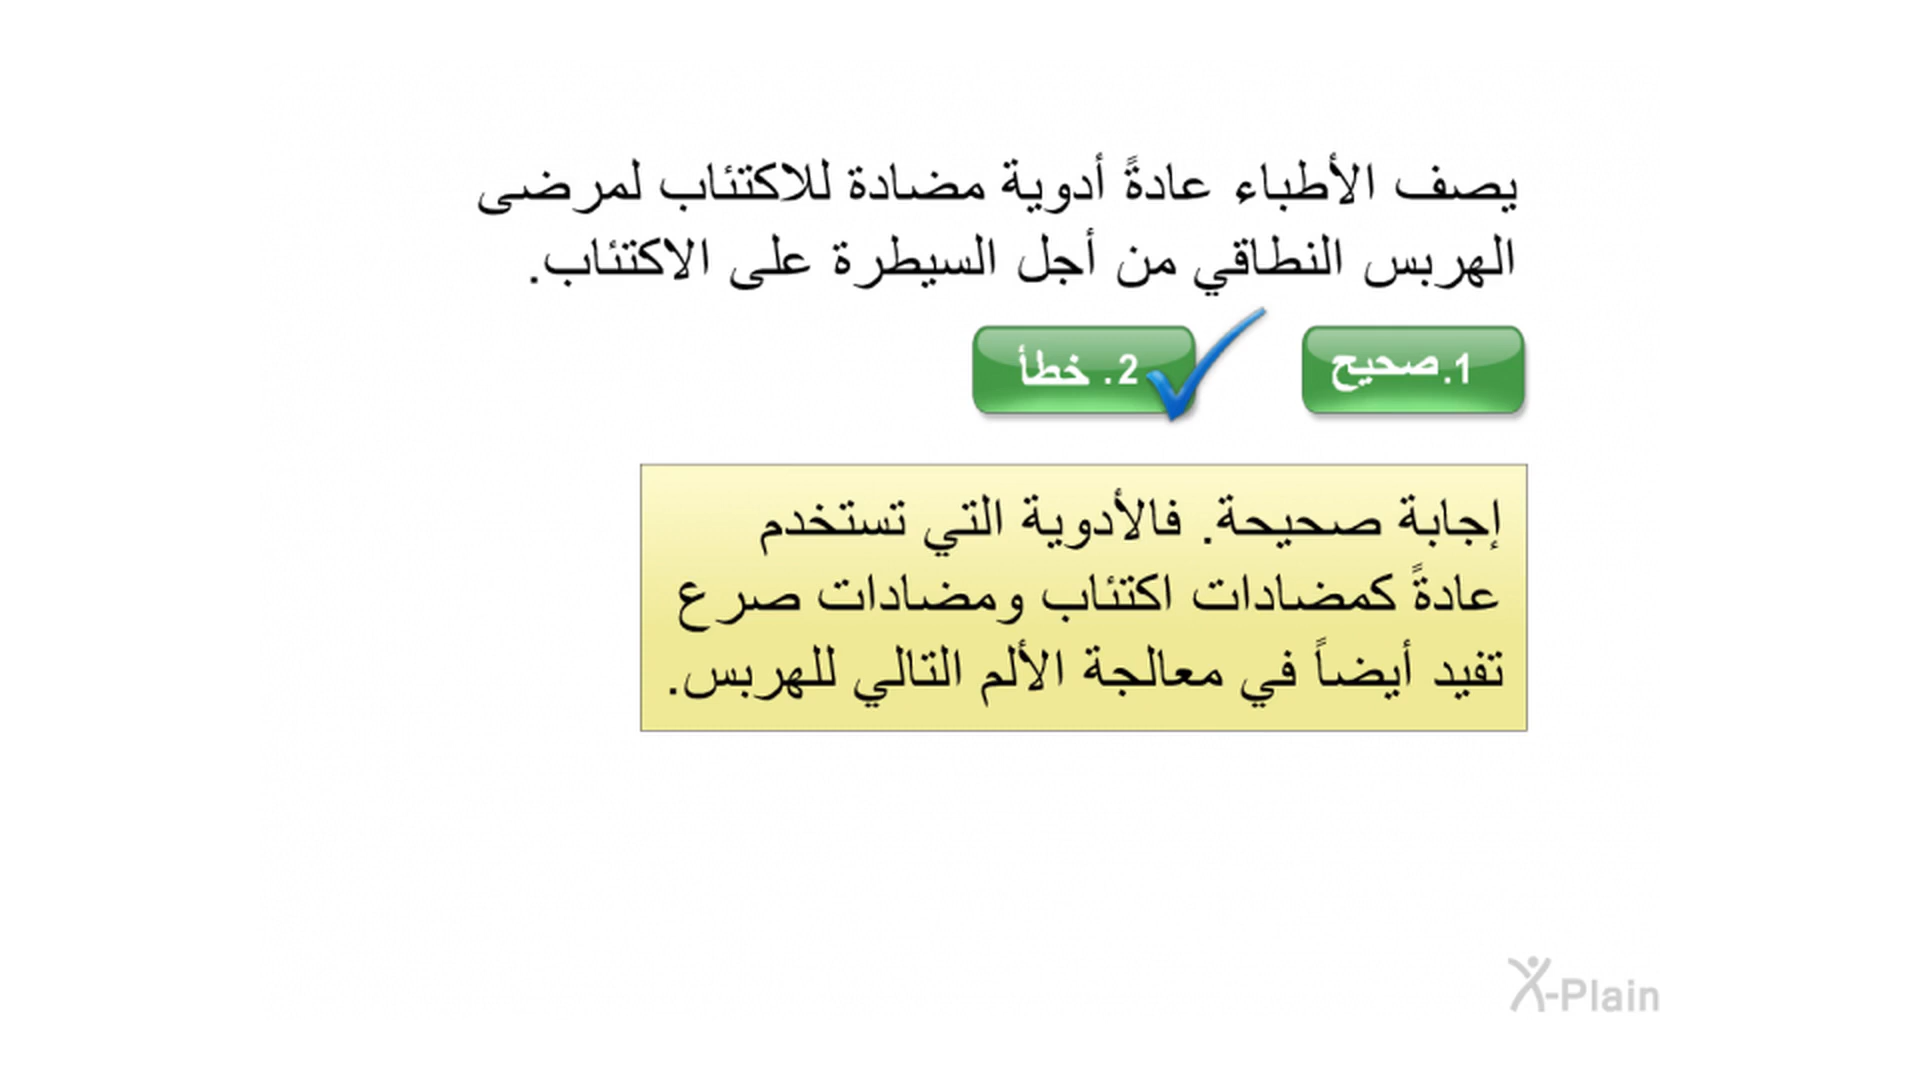 يصف الأطباء عادةً أدوية مضادة للاكتئاب لمرضى
الهربس النطاقي من أجل السيطرة على الاكتئاب.
1. صحيح
2. خطأ
إجابة صحيحة. فالأدوية التي تستخدم
عادةً كمضادات اكتئاب ومضادات صرع
تفيد أيضاً في معالجة الألم التالي للهربس.
X-Plain